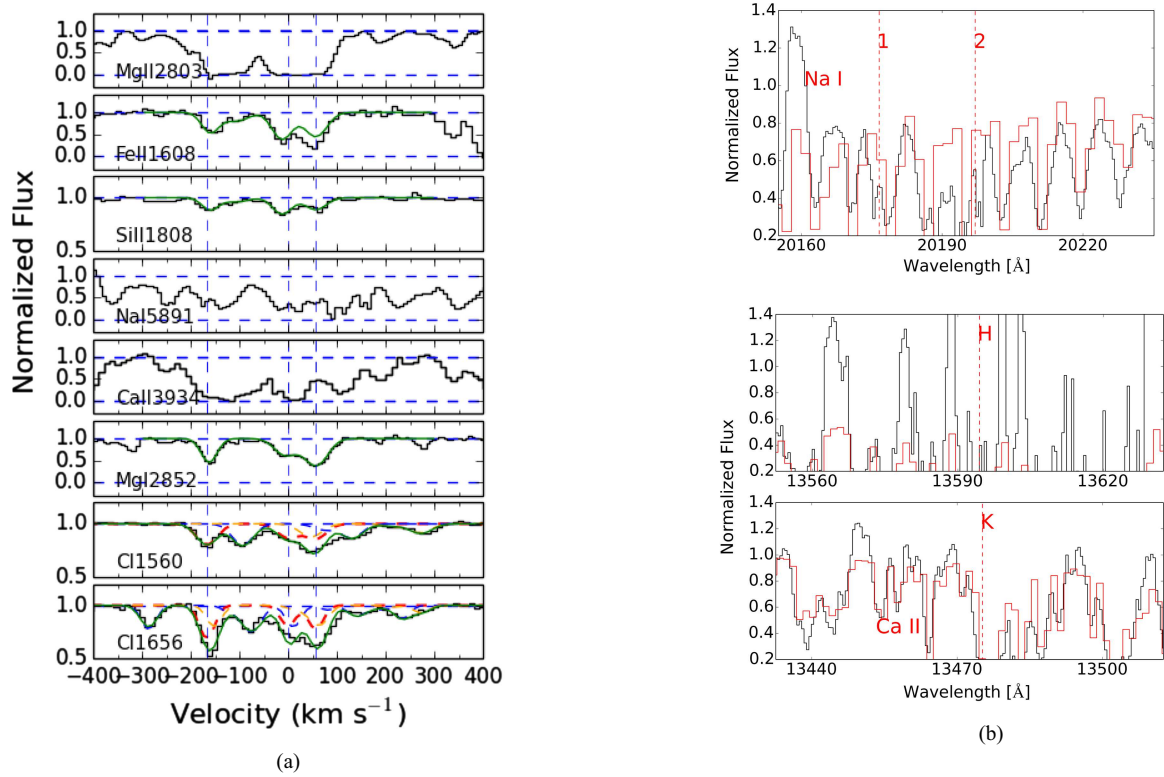 Normalized Flux
1.0
0.5
0.0
MgII2803
1.0
0.5
0.0
FeII1608
1.0
0.5
SiII1808
1.0
0.5
0.0
NaI5891
1.0
0.5
0.0
CaII3934
1.0
0.5
0.0
MgI2852
1.0
0.5
CI1560
1.0
0.5
CI1656
−400 −300 −200 −100 0 100 200 300 400
Velocity (km s⁻¹)
(a)
Normalized Flux
1.4
1.2
1.0
0.8
0.6
0.4
0.2
1 2
Na I
20160 20190 20220
Wavelength [Å]
Normalized Flux
1.4
1.2
1.0
0.8
0.6
0.4
0.2
H
13560 13590 13620
Normalized Flux
1.4
1.2
1.0
0.8
0.6
0.4
0.2
K
Ca II
13440 13470 13500
Wavelength [Å]
(b)